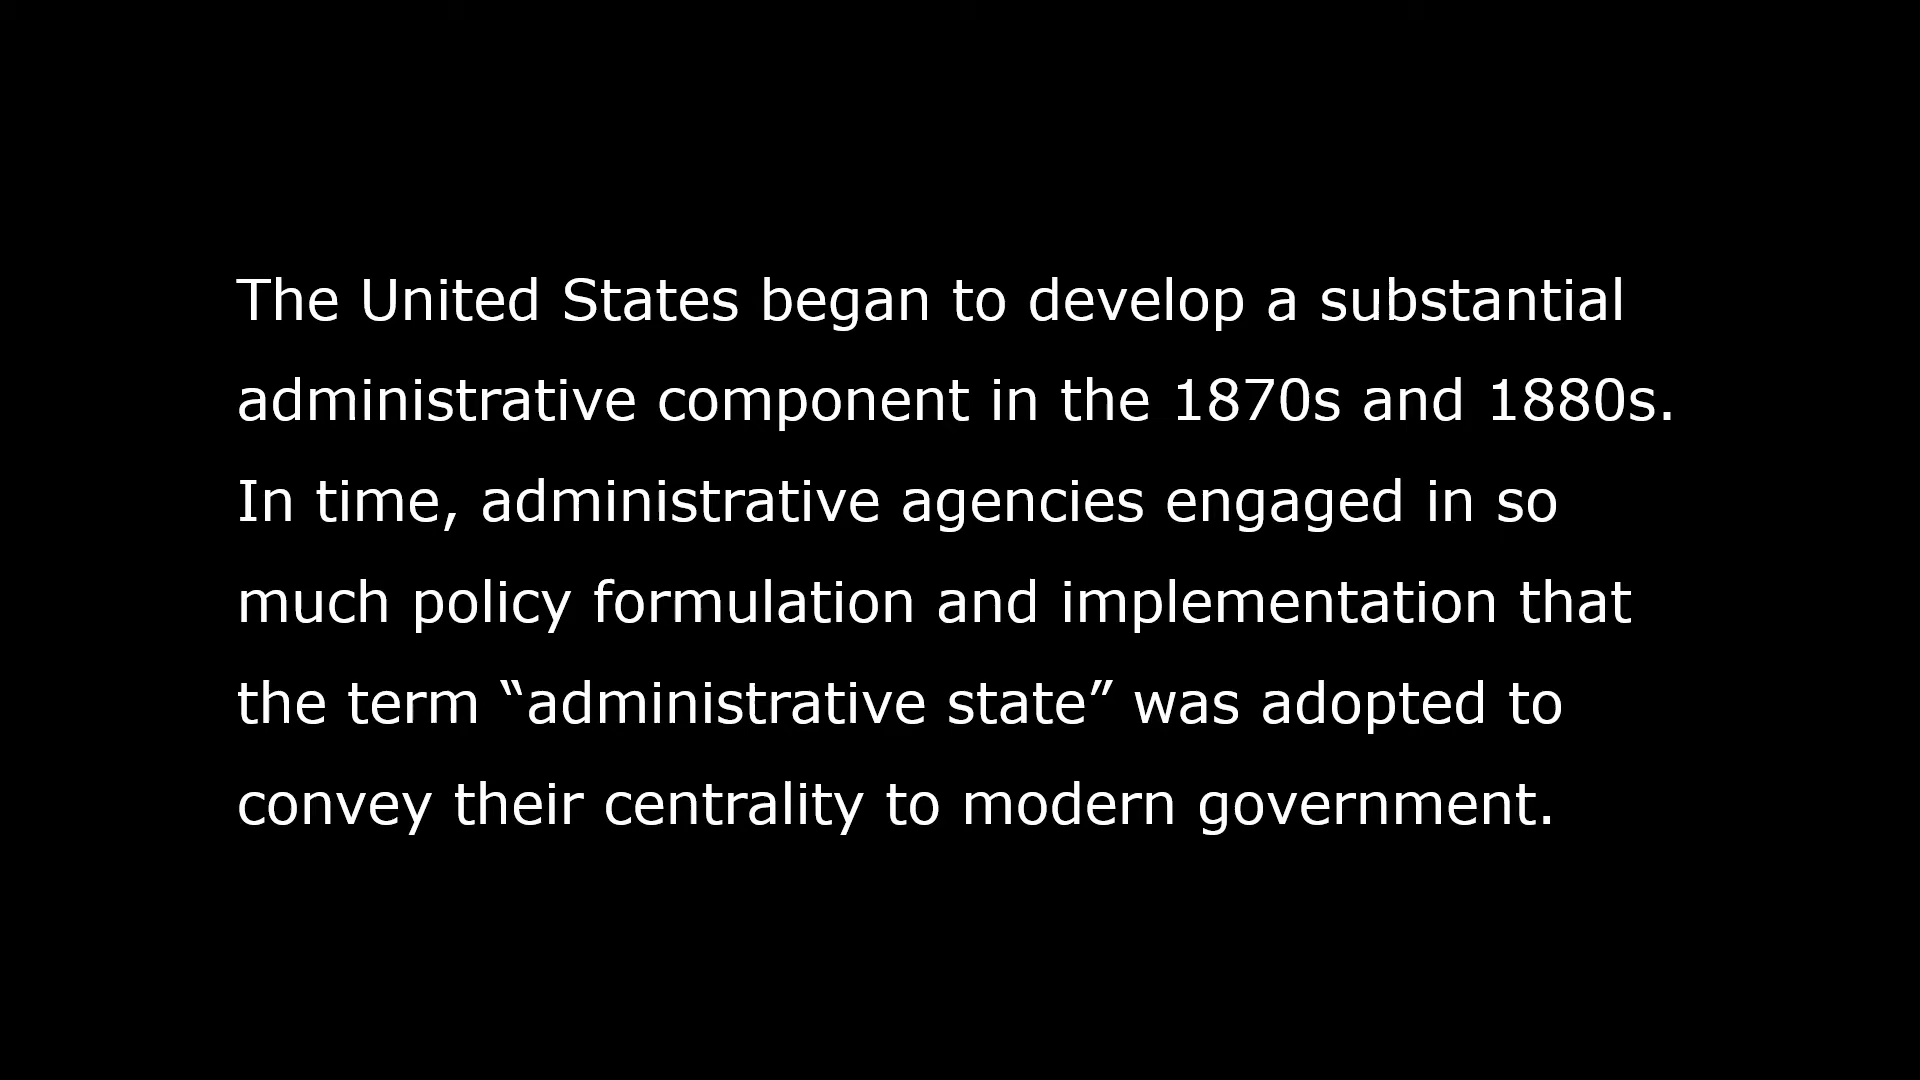 The United States began to develop a substantial
administrative component in the 1870s and 1880s.
In time, administrative agencies engaged in so
much policy formulation and implementation that
the term “administrative state” was adopted to
convey their centrality to modern government.